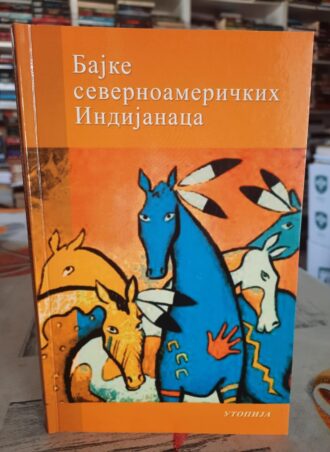 Бајке
северноамеричких
Индијанаца
УТОПИЈА